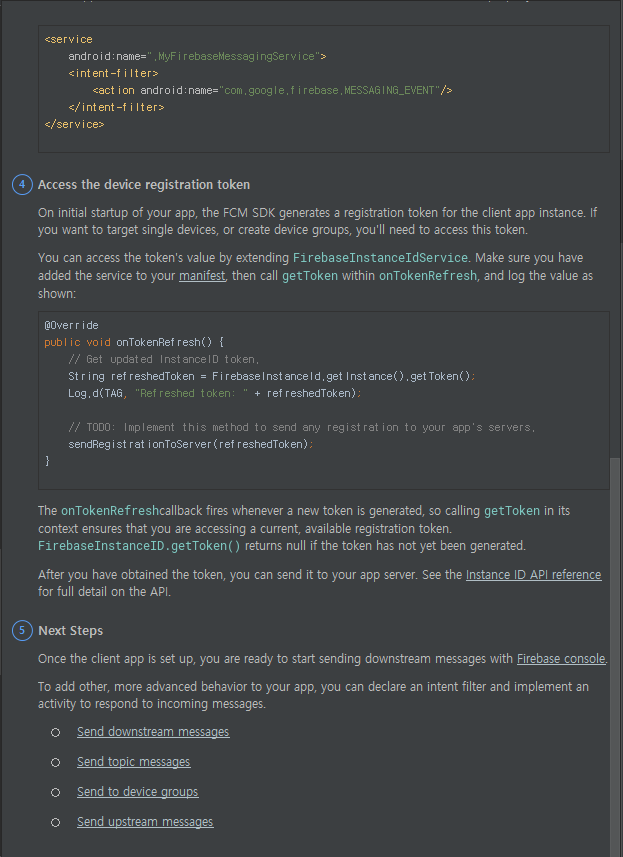 <service
android:name=".MyFirebaseMessagingService">
<intent-filter>
<action android:name="com.google.firebase.MESSAGING_EVENT"/>
</intent-filter>
</service>
4 Access the device registration token
On initial startup of your app, the FCM SDK generates a registration token for the client app instance. If
you want to target single devices, or create device groups, you'll need to access this token.
You can access the token's value by extending FirebaseInstanceIdService. Make sure you have
added the service to your manifest, then call getToken within onTokenRefresh, and log the value as
shown:
@Override
public void onTokenRefresh() {
// Get updated InstanceID token.
String refreshedToken = FirebaseInstanceId.getInstance().getToken();
Log.d(TAG, "Refreshed token: " + refreshedToken);
// TODO: Implement this method to send any registration to your app's servers.
sendRegistrationToServer(refreshedToken);
}
The onTokenRefreshcallback fires whenever a new token is generated, so calling getToken in its
context ensures that you are accessing a current, available registration token.
FirebaseInstanceID.getToken() returns null if the token has not yet been generated.
After you have obtained the token, you can send it to your app server. See the Instance ID API reference
for full detail on the API.
5 Next Steps
Once the client app is set up, you are ready to start sending downstream messages with Firebase console.
To add other, more advanced behavior to your app, you can declare an intent filter and implement an
activity to respond to incoming messages.
Send downstream messages
Send topic messages
Send to device groups
Send upstream messages